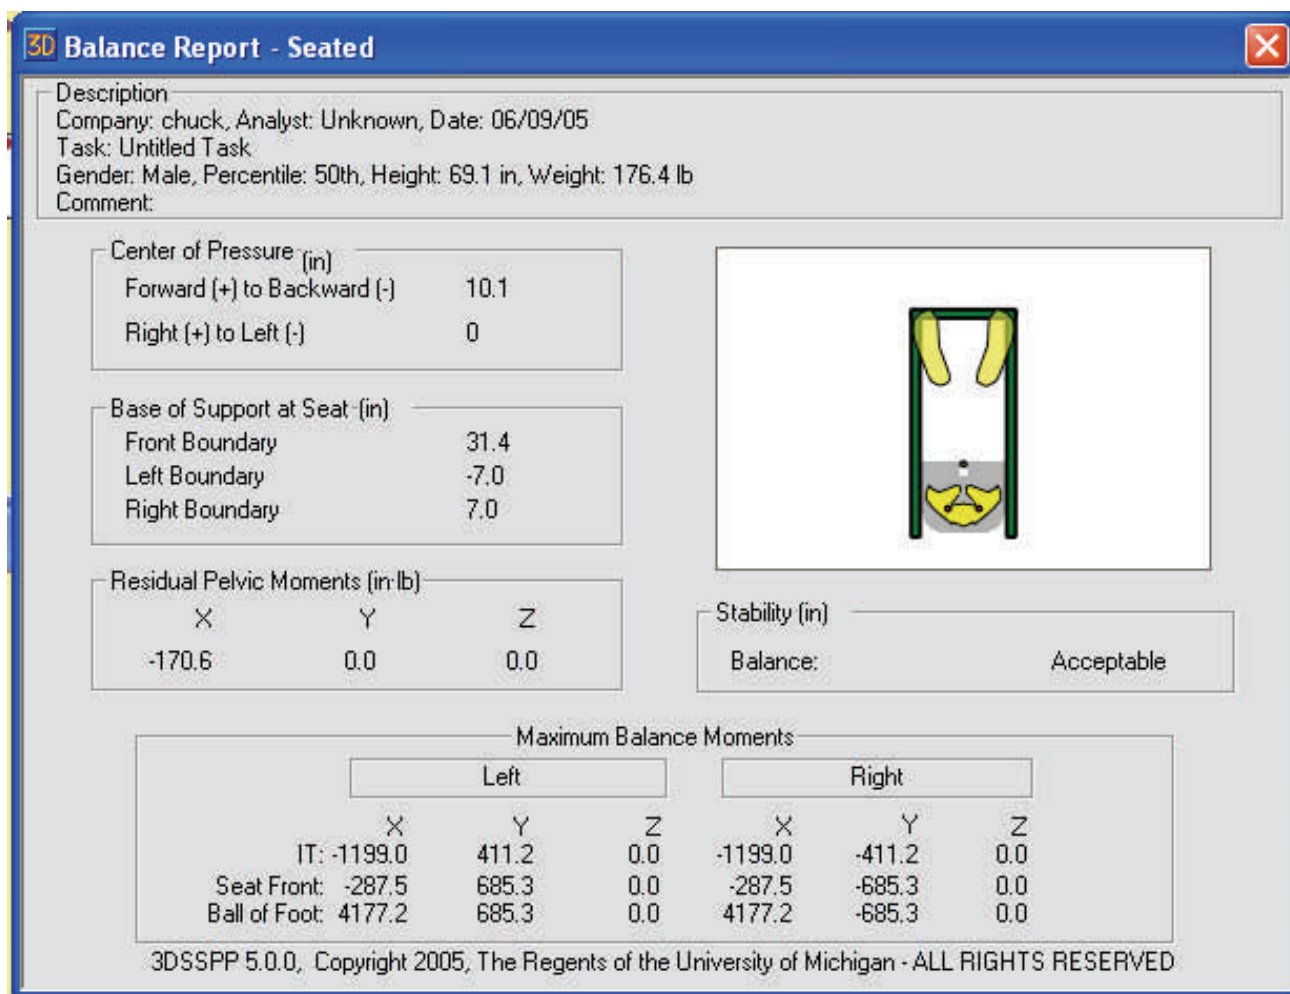 3D Balance Report - Seated
Description
Company: chuck, Analyst: Unknown, Date: 06/09/05
Task: Untitled Task
Gender: Male, Percentile: 50th, Height: 69.1 in, Weight: 176.4 lb
Comment:
Center of Pressure (in)
Forward (+) to Backward (-) 10.1
Right (+) to Left (-) 0
Base of Support at Seat (in)
Front Boundary 31.4
Left Boundary -7.0
Right Boundary 7.0
Residual Pelvic Moments (in·lb)
X Y Z
-170.6 0.0 0.0
Stability (in)
Balance: Acceptable
Maximum Balance Moments
Left Right
X Y Z X Y Z
IT: -1199.0 411.2 0.0 -1199.0 -411.2 0.0
Seat Front: -287.5 685.3 0.0 -287.5 -685.3 0.0
Ball of Foot: 4177.2 685.3 0.0 4177.2 -685.3 0.0
3DSSPP 5.0.0, Copyright 2005, The Regents of the University of Michigan - ALL RIGHTS RESERVED